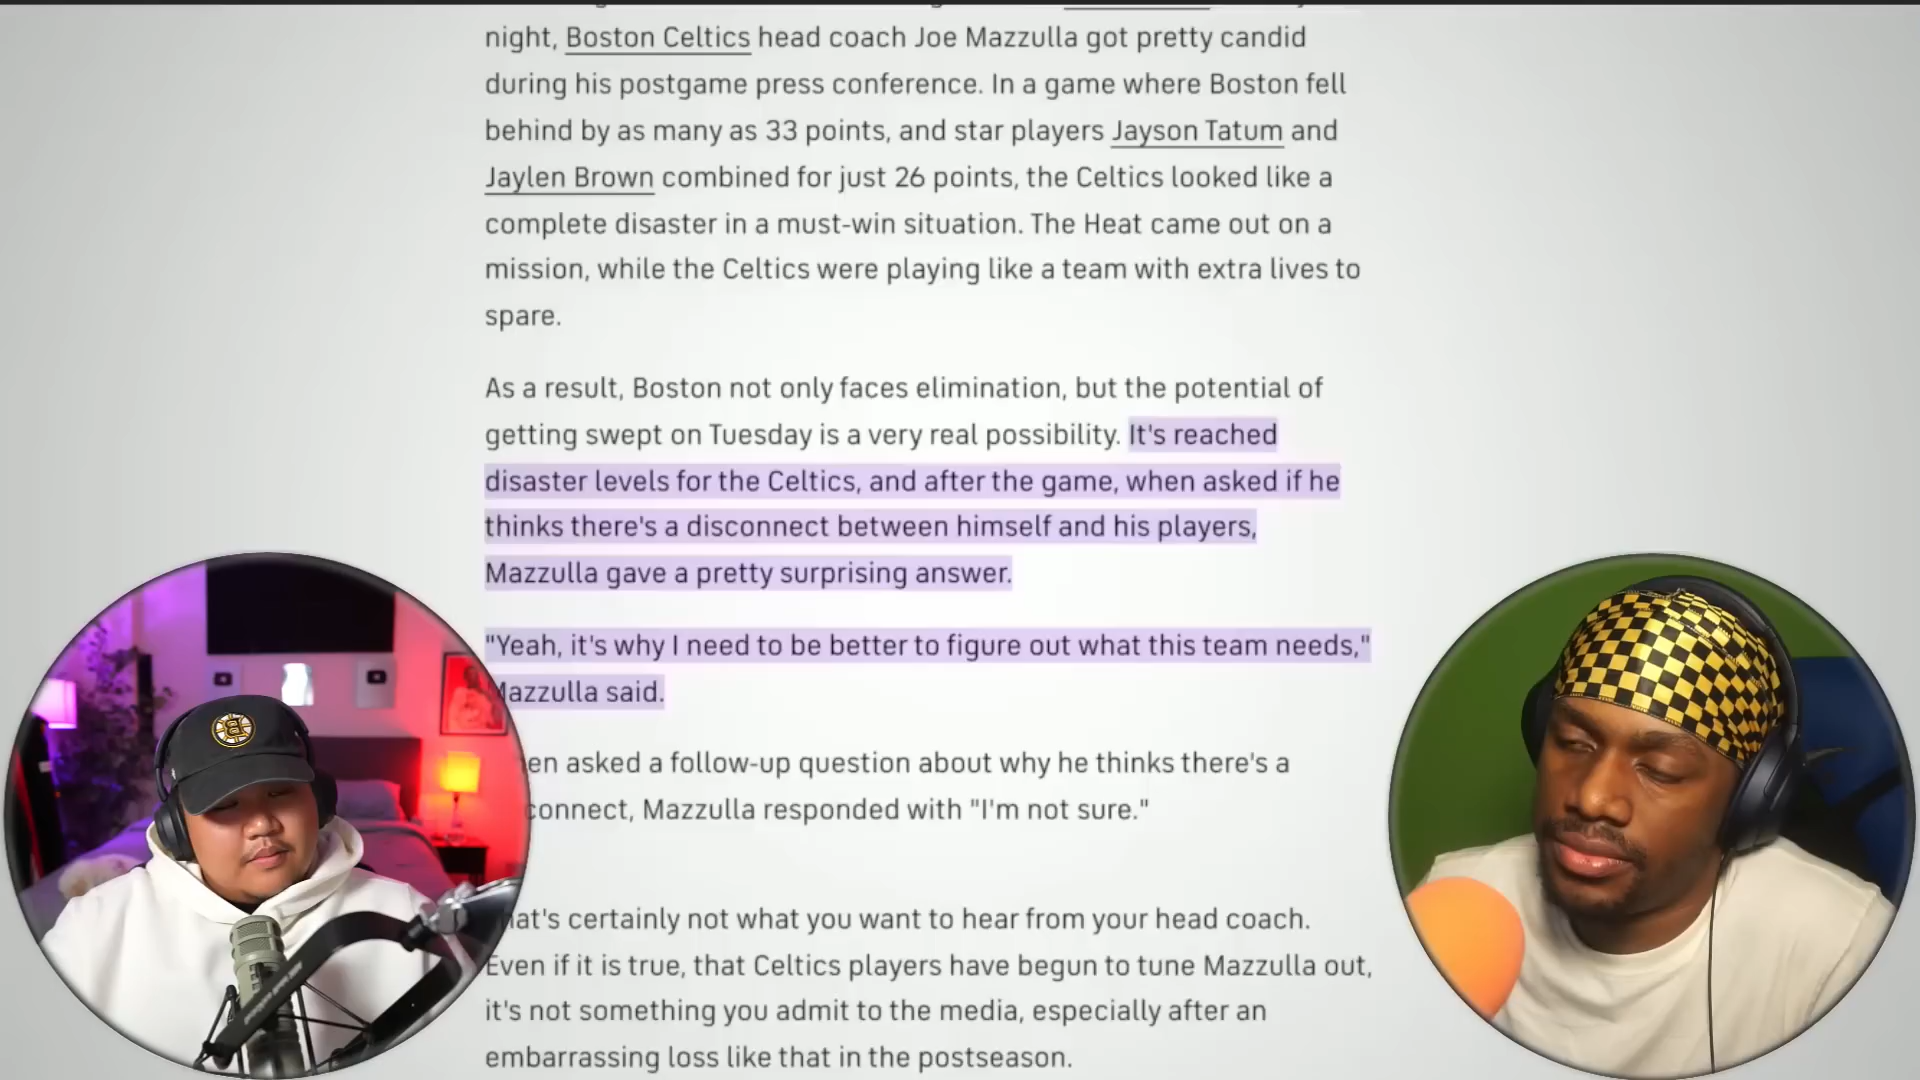 night, Boston Celtics head coach Joe Mazzulla got pretty candid
during his postgame press conference. In a game where Boston fell
behind by as many as 33 points, and star players Jayson Tatum and
Jaylen Brown combined for just 26 points, the Celtics looked like a
complete disaster in a must-win situation. The Heat came out on a
mission, while the Celtics were playing like a team with extra lives to
spare.
As a result, Boston not only faces elimination, but the potential of
getting swept on Tuesday is a very real possibility. It's reached
disaster levels for the Celtics, and after the game, when asked if he
thinks there's a disconnect between himself and his players,
Mazzulla gave a pretty surprising answer.
"Yeah, it's why I need to be better to figure out what this team needs,"
Mazzulla said.
en asked a follow-up question about why he thinks there's a
connect, Mazzulla responded with "I'm not sure."
hat's certainly not what you want to hear from your head coach.
Even if it is true, that Celtics players have begun to tune Mazzulla out,
it's not something you admit to the media, especially after an
embarrassing loss like that in the postseason.
B